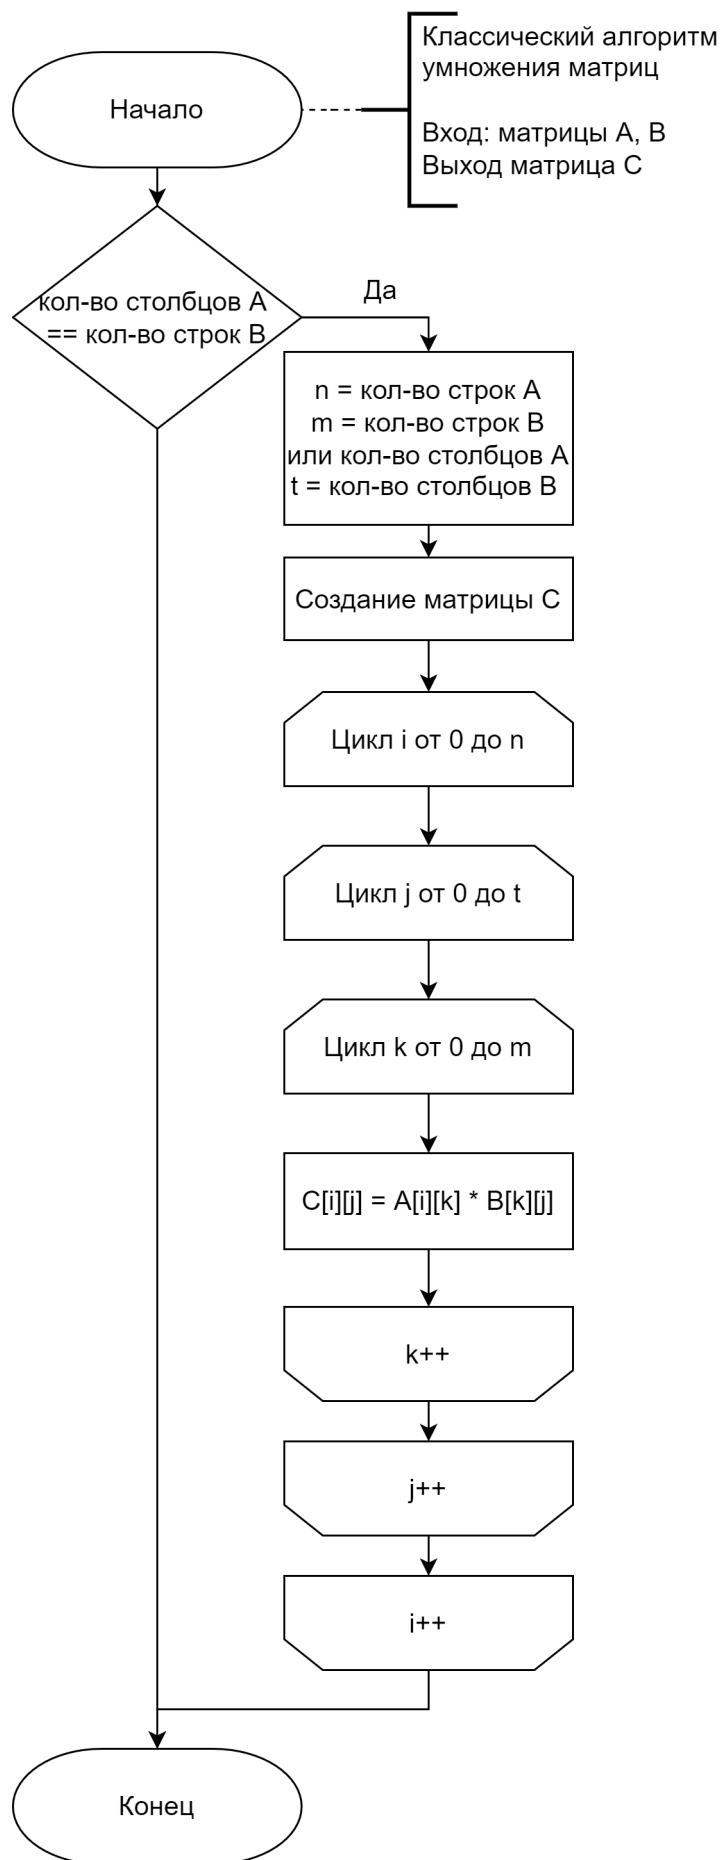 Классический алгоритм
умножения матриц
Вход: матрицы A, B
Выход матрица C
Начало
кол-во столбцов A
== кол-во строк B
Да
n = кол-во строк A
m = кол-во строк B
или кол-во столбцов A
t = кол-во столбцов B
Создание матрицы C
Цикл i от 0 до n
Цикл j от 0 до t
Цикл k от 0 до m
C[i][j] = A[i][k] * B[k][j]
k++
j++
i++
Конец